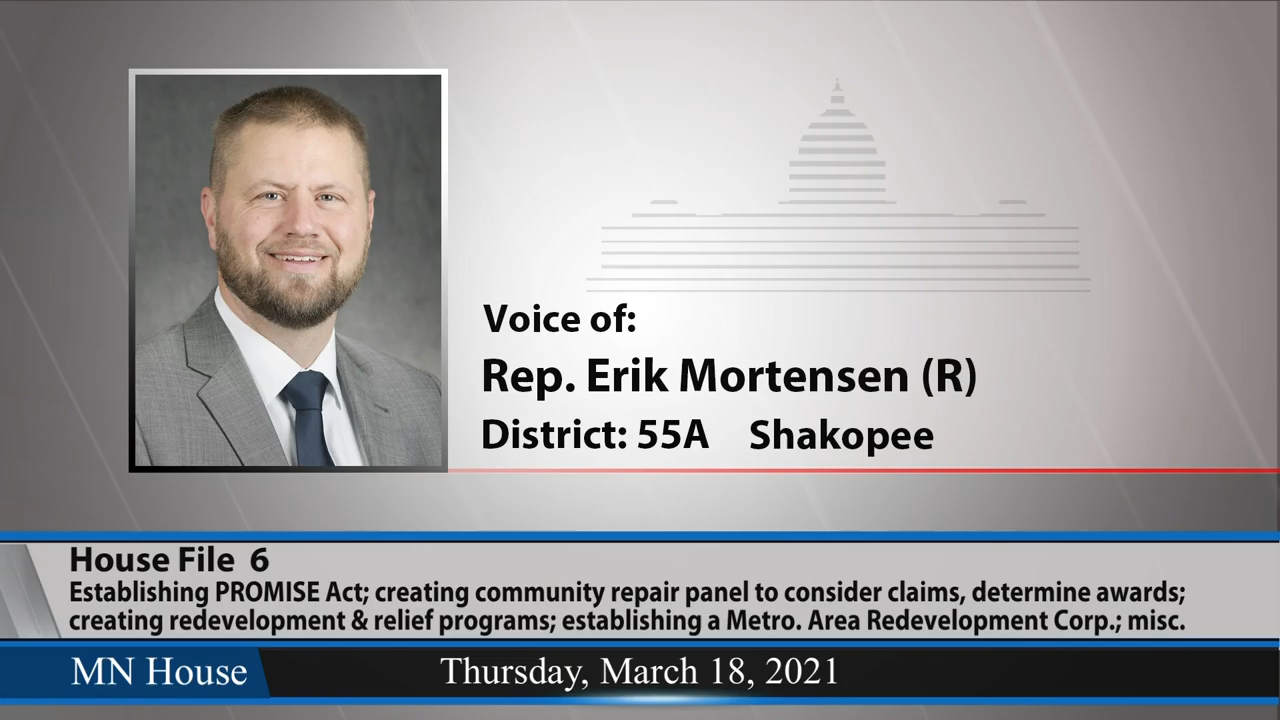 Voice of:
Rep. Erik Mortensen (R)
District: 55A Shakopee
House File 6
Establishing PROMISE Act; creating community repair panel to consider claims, determine awards;
creating redevelopment & relief programs; establishing a Metro. Area Redevelopment Corp.; misc.
MN House Thursday, March 18, 2021